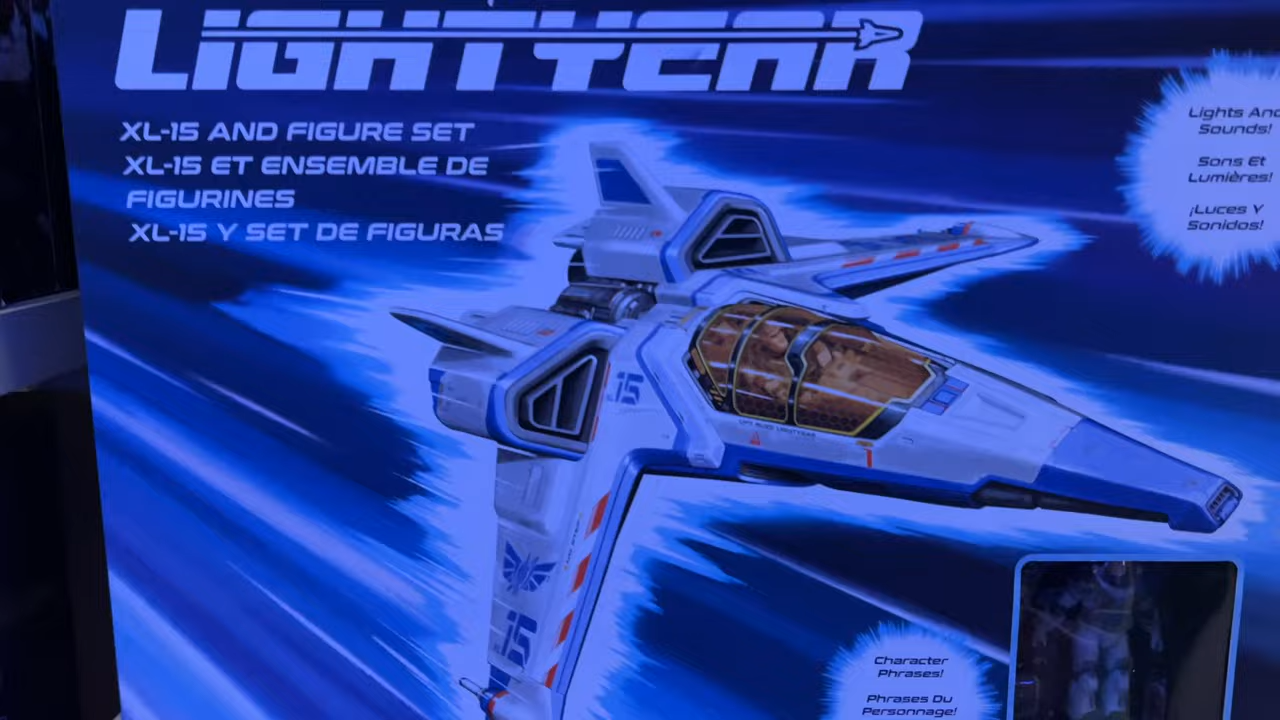 LIGHTYEAR
XL-15 AND FIGURE SET
XL-15 ET ENSEMBLE DE
FIGURINES
XL-15 Y SET DE FIGURAS
Lights And
Sounds!
Sons Et
Lumières!
¡Luces Y
Sonidos!
15
15
Character
Phrases!
Phrases Du
Personnage!